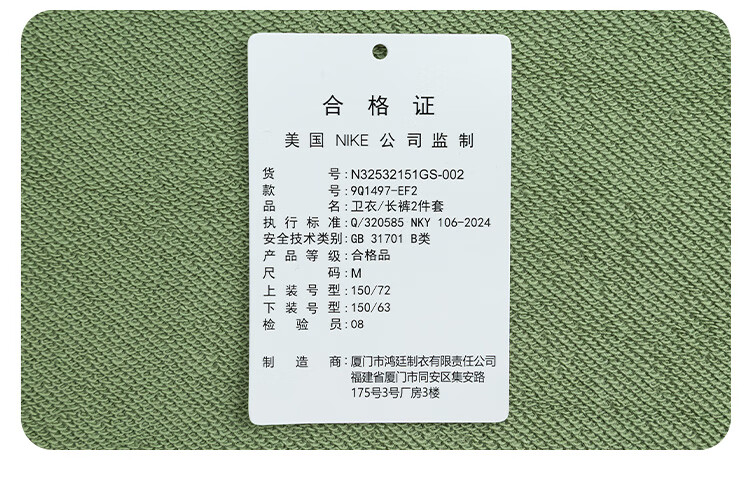 合格证
美国NIKE公司监制
货号:N32532151GS-002
款号:9Q1497-EF2
品名:卫衣/长裤2件套
执行标准:Q/320585 NKY 106-2024
安全技术类别:GB 31701 B类
产品等级:合格品
尺码:M
上装号型:150/72
下装号型:150/63
检验员:08
制造商:厦门市鸿廷制衣有限责任公司
福建省厦门市同安区集安路
175号3号厂房3楼